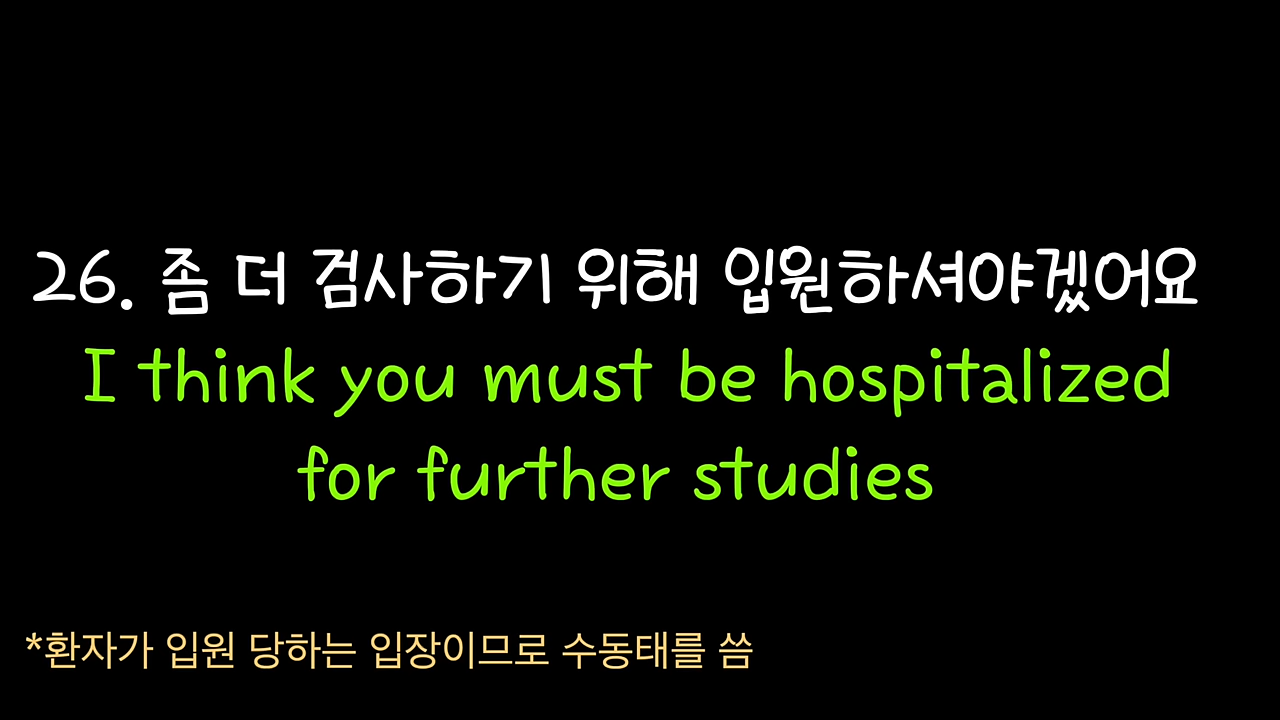 26. 좀 더 검사하기 위해 입원하셔야겠어요
I think you must be hospitalized
for further studies
*환자가 입원 당하는 입장이므로 수동태를 씀